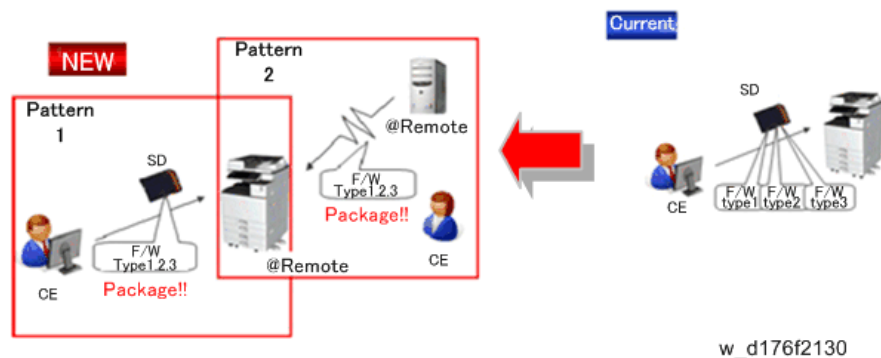 NEW
Pattern
1
SD
F/W
Type1.2.3
Package!!
CE
Pattern
2
@Remote
F/W
Type1.2.3
Package!!
CE
@Remote
Current
SD
CE
F/W
type1
F/W
type2
F/W
type3
w_d176f2130